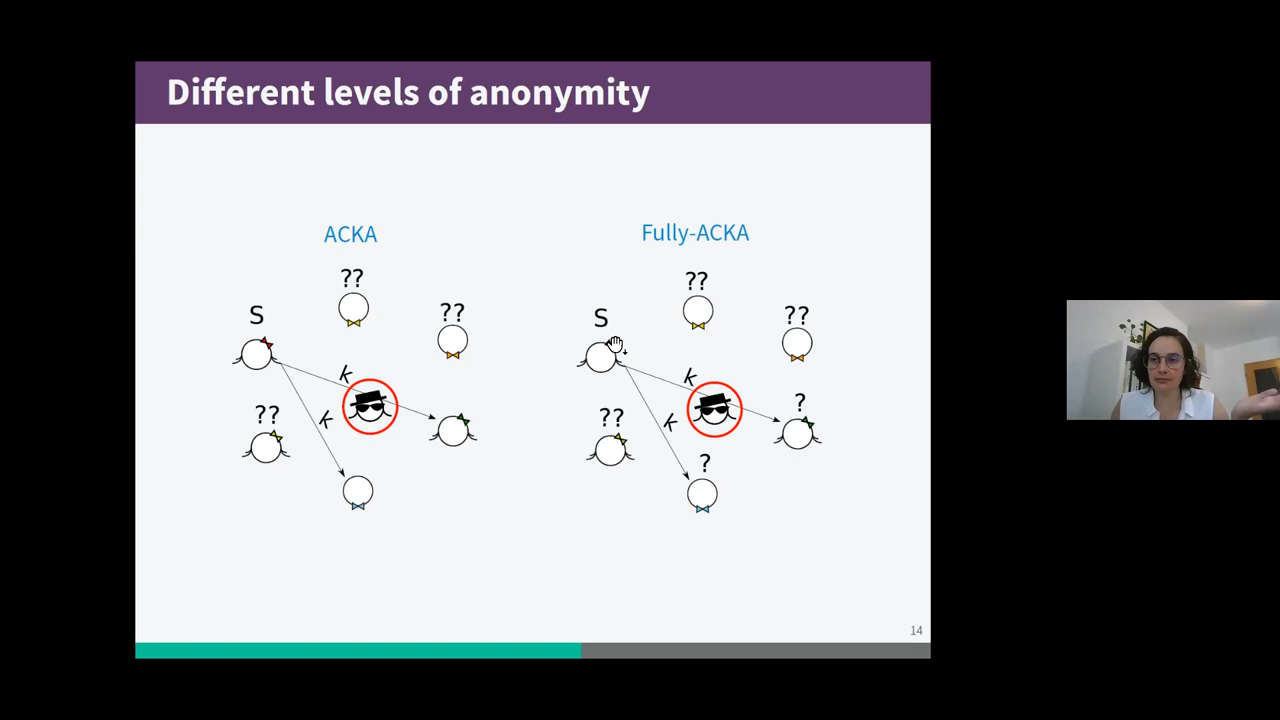 Different levels of anonymity
ACKA
Fully-ACKA
??
??
S
??
S
??
k
k
?
??
k
??
k
?
14